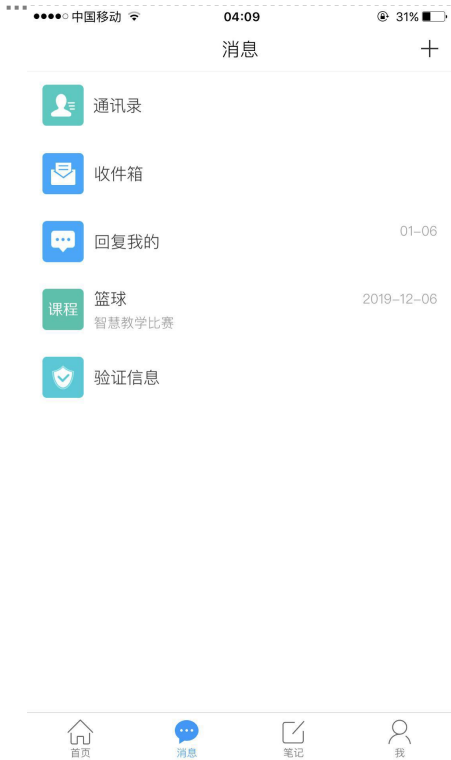 中国移动 04:09 31%
消息
通讯录
收件箱
回复我的 01-06
课程 篮球 2019-12-06
智慧教学比赛
验证信息
首页 消息 笔记 我